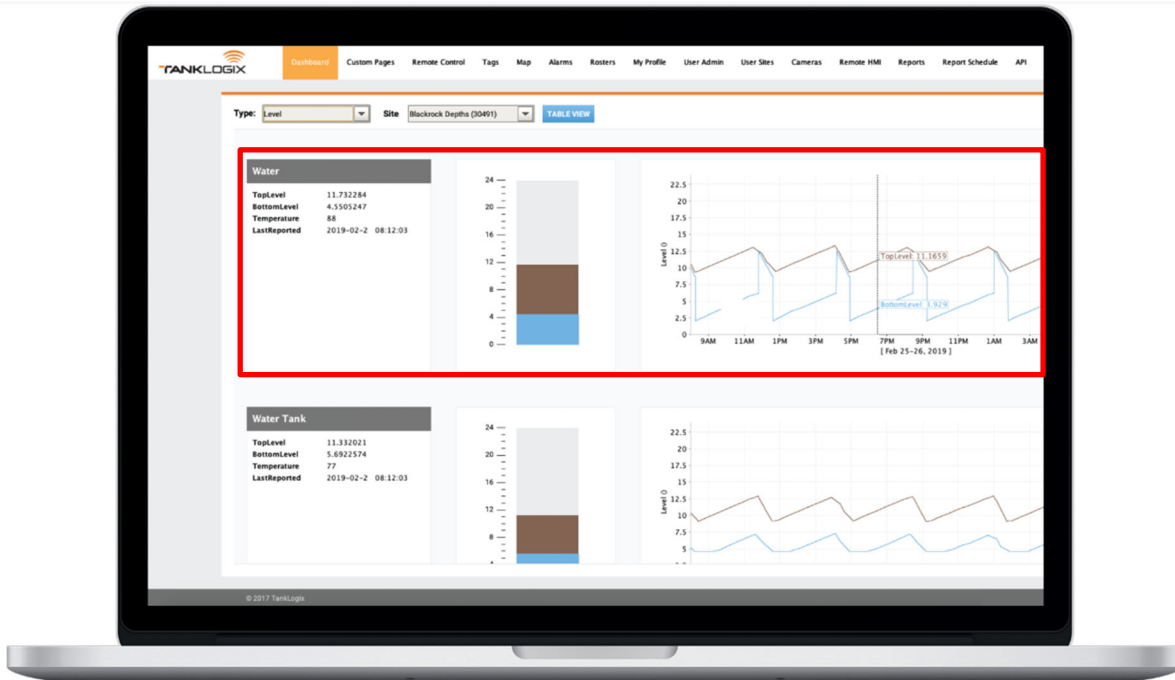 TANKLOGIX
Dashboard Custom Pages Remote Control Tags Map Alarms Rosters My Profile User Admin User Sites Cameras Remote HMI Reports Report Schedule API
Type: Level Site Blackrock Depths (30491) TABLE VIEW
Water
TopLevel 11.732284
BottomLevel 4.5505247
Temperature 88
LastReported 2019-02-2 08:12:03
24
20
16
12
8
4
0
Level ()
22.5
20
17.5
15
12.5
10
7.5
5
2.5
0
TopLevel: 11.1659
BottomLevel: 3.929
9AM 11AM 1PM 3PM 5PM 7PM 9PM 11PM 1AM 3AM
[ Feb 25-26, 2019 ]
Water Tank
TopLevel 11.332021
BottomLevel 5.6922574
Temperature 77
LastReported 2019-02-2 08:12:03
24
20
16
12
8
Level ()
22.5
20
17.5
15
12.5
10
7.5
5
© 2017 TankLogix